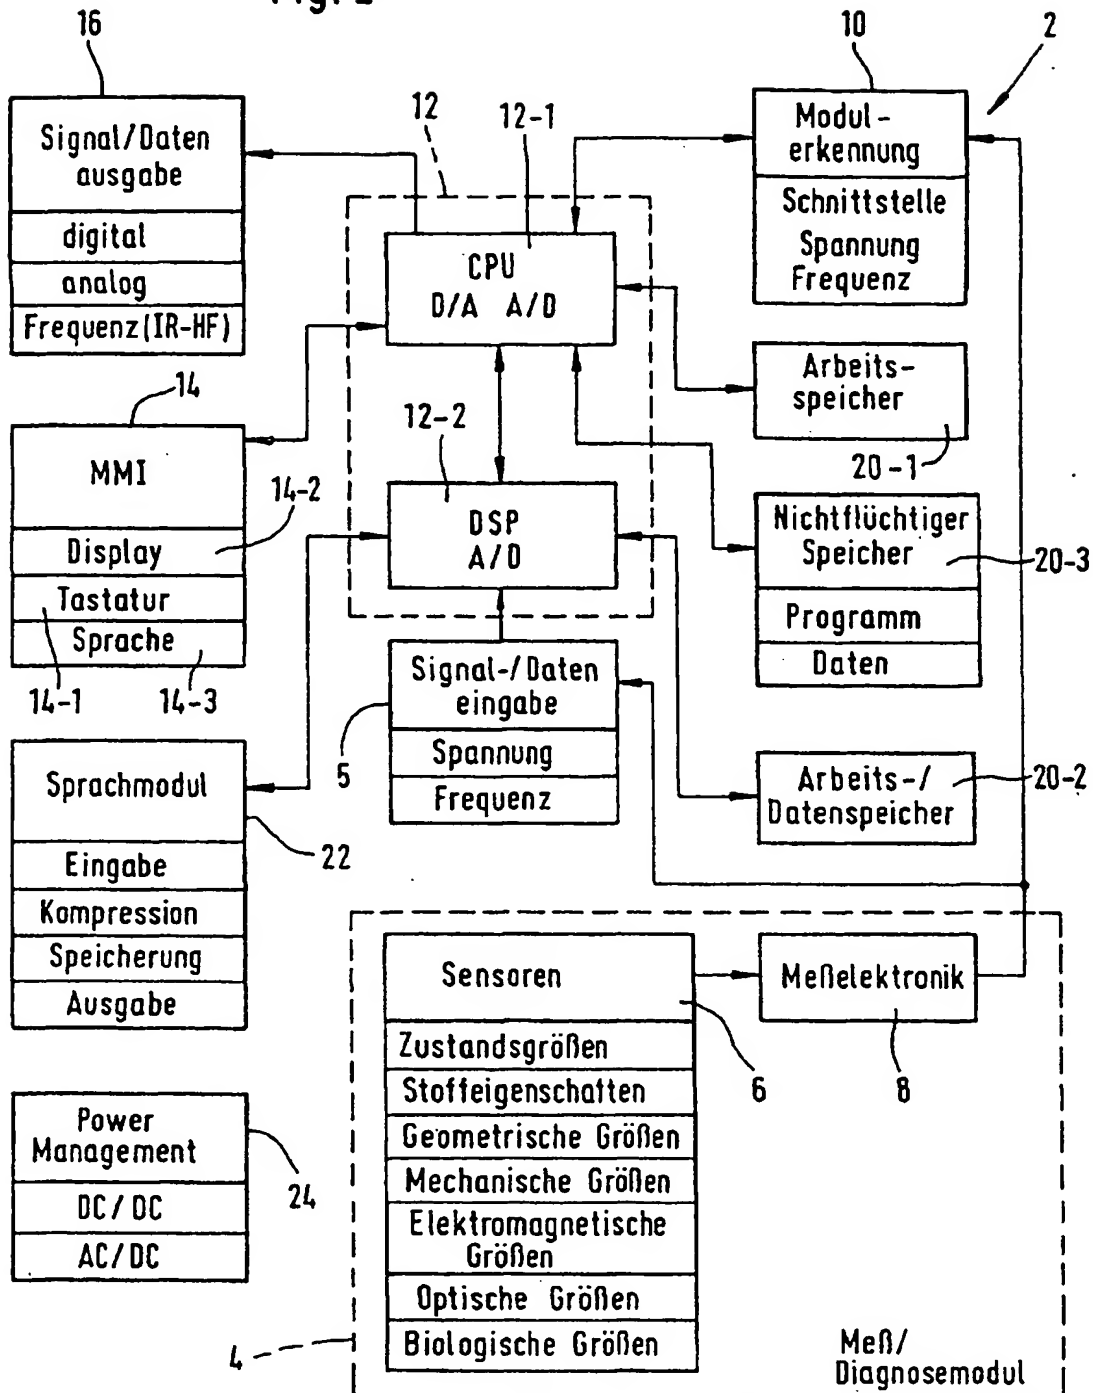 16
10
2
Signal/Daten
ausgabe
digital
analog
Frequenz(IR-HF)
12
12-1
CPU
D/A A/D
Modul-
erkennung
Schnittstelle
Spannung
Frequenz
Arbeits-
speicher
20-1
14
MMI
14-2
Display
Tastatur
Sprache
14-1
14-3
12-2
DSP
A/D
Nichtflüchtiger
Speicher
20-3
Programm
Daten
Signal-/Daten
eingabe
5
Spannung
Frequenz
Arbeits-/
Datenspeicher
20-2
Sprachmodul
22
Eingabe
Kompression
Speicherung
Ausgabe
Sensoren
6
Meßelektronik
8
Zustandsgrößen
Stoffeigenschatten
Geometrische Größen
Mechanische Größen
Elektromagnetische
Größen
Optische Größen
Biologische Größen
Power
Management
24
DC/DC
AC/DC
4
Meß/
Diagnosemodul